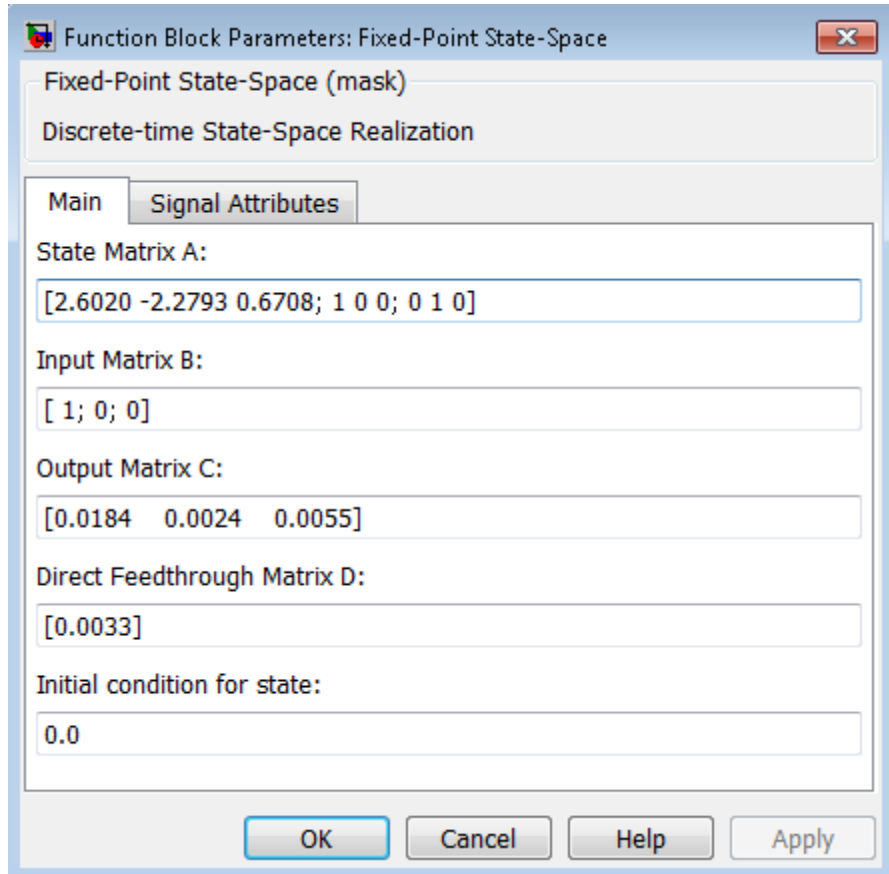 Function Block Parameters: Fixed-Point State-Space
Fixed-Point State-Space (mask)
Discrete-time State-Space Realization
Main Signal Attributes
State Matrix A:
[2.6020 -2.2793 0.6708; 1 0 0; 0 1 0]
Input Matrix B:
[ 1; 0; 0]
Output Matrix C:
[0.0184    0.0024    0.0055]
Direct Feedthrough Matrix D:
[0.0033]
Initial condition for state:
0.0
OK Cancel Help Apply